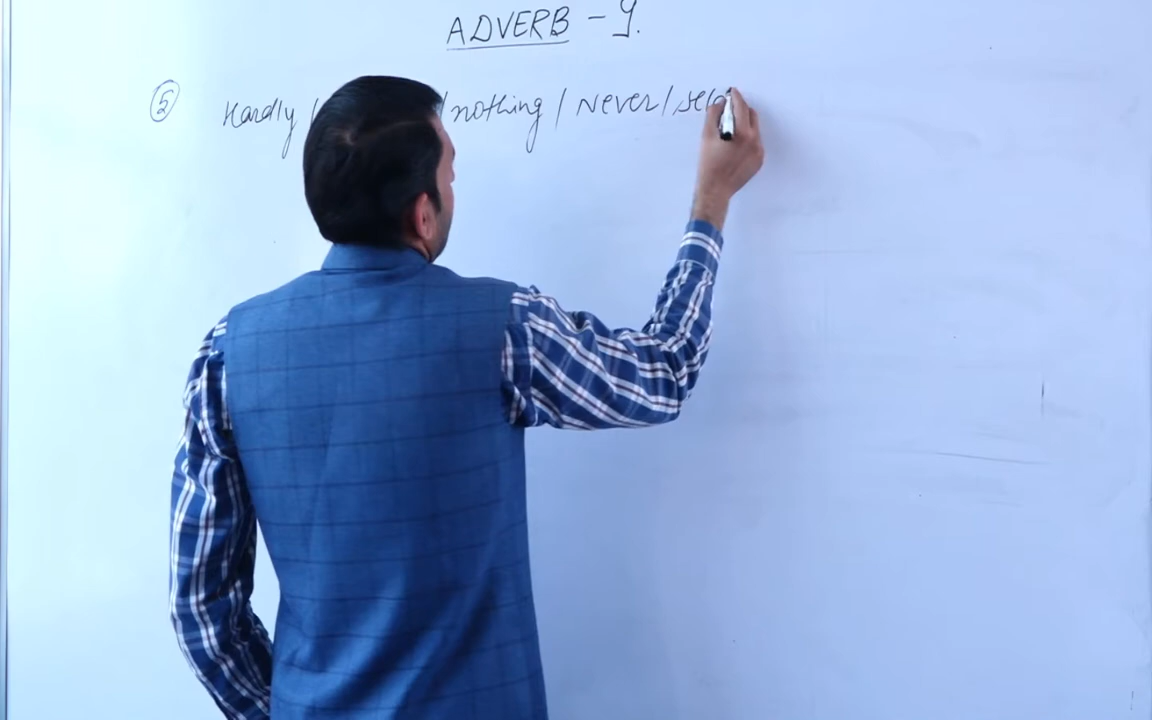 ADVERB - 9.
⑤ Hardly / / nothing / Never /